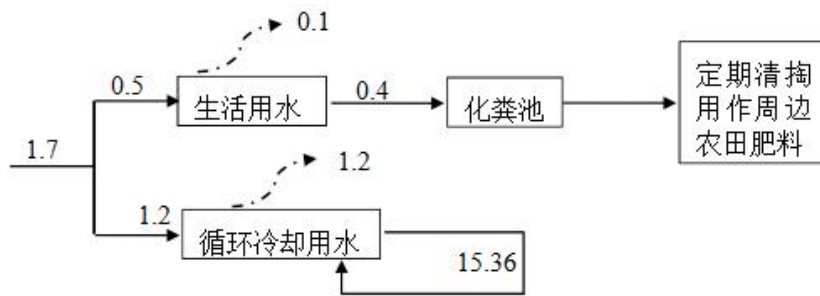 0.1
0.5
生活用水
0.4
化粪池
定期清掏
用作周边
农田肥料
1.7
1.2
1.2
循环冷却用水
15.36